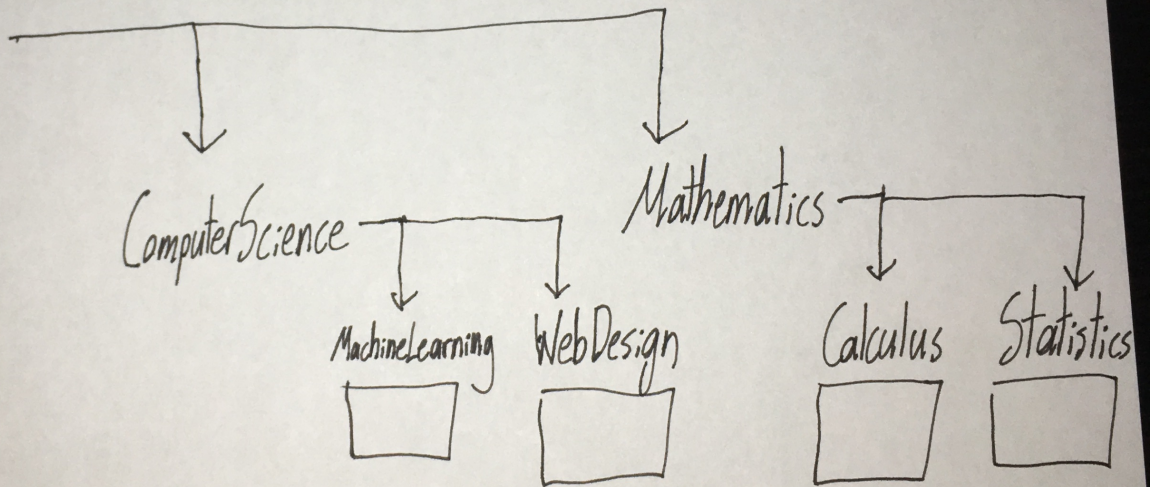 ComputerScience
Mathematics
MachineLearning
WebDesign
Calculus
Statistics